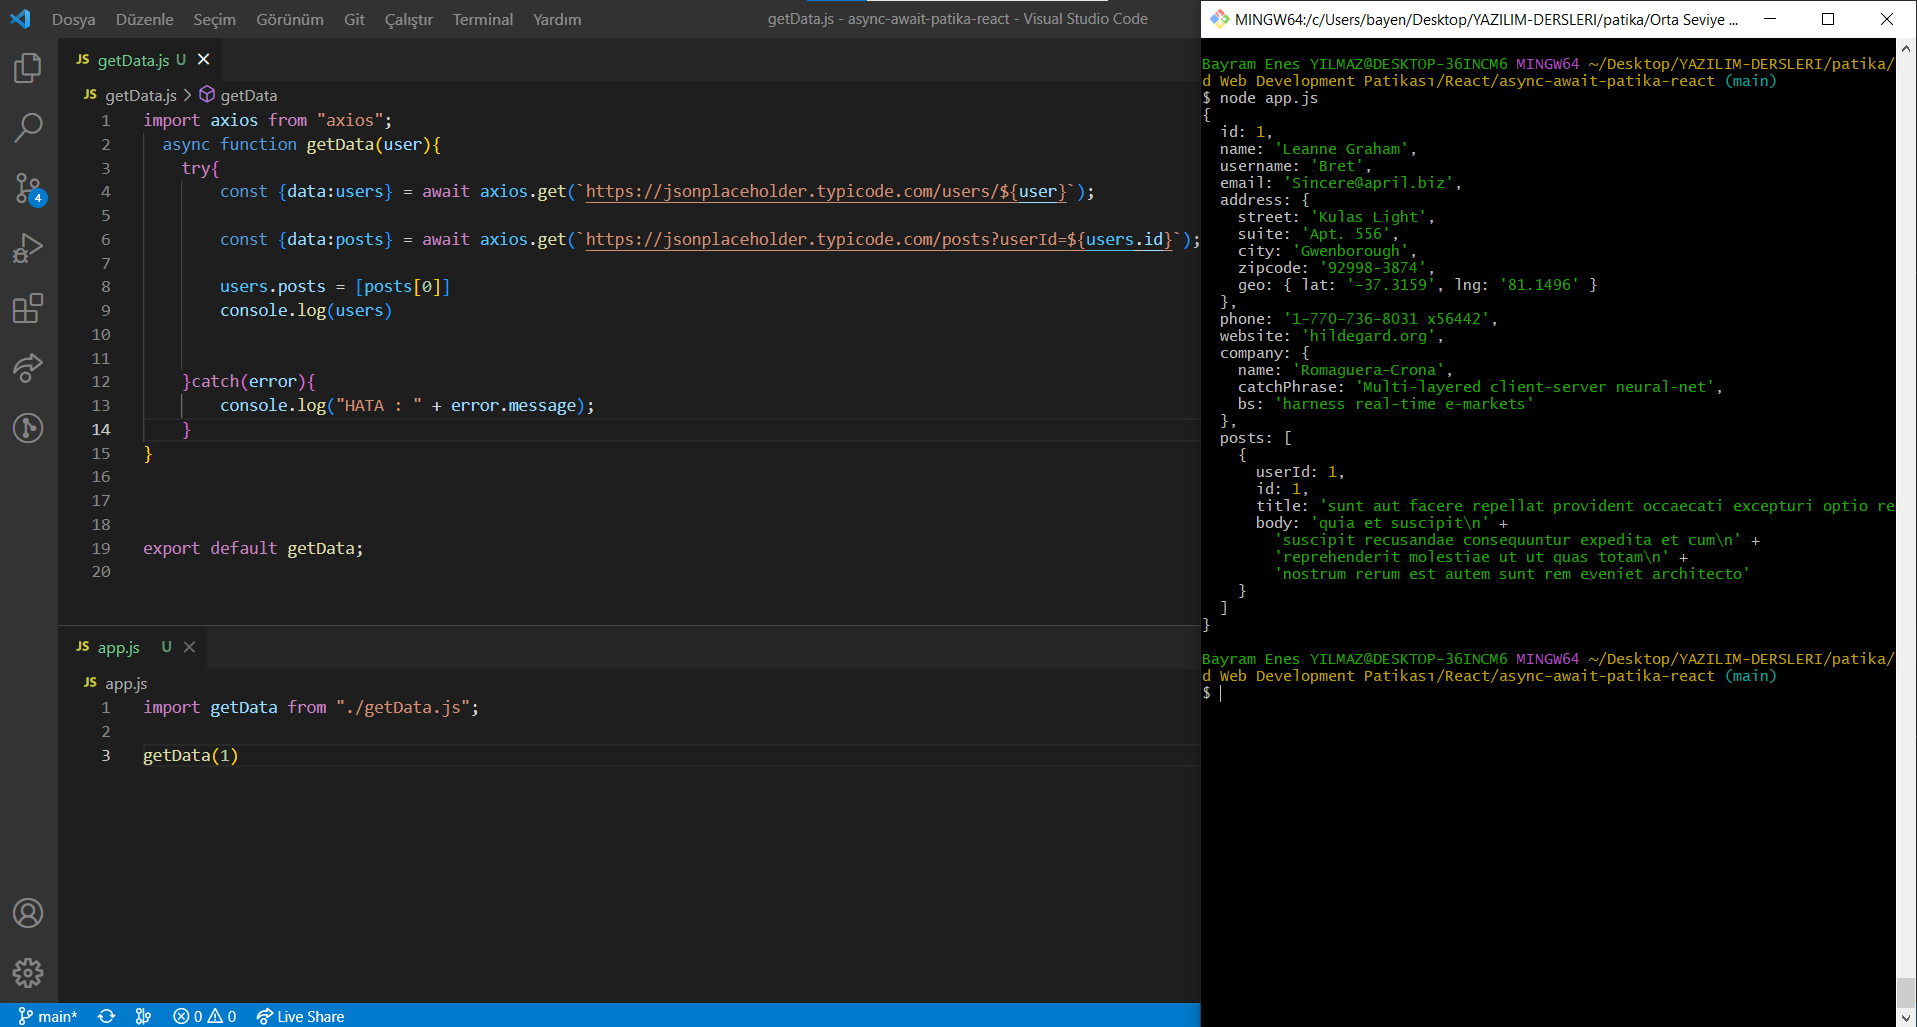 Dosya Düzenle Seçim Görünüm Git Çalıştır Terminal Yardım
getData.js - async-await-patika-react - Visual Studio Code
JS getData.js U
JS getData.js > getData
1 import axios from "axios";
2 async function getData(user){
3 try{
4 const {data:users} = await axios.get(`https://jsonplaceholder.typicode.com/users/${user}`);
5
6 const {data:posts} = await axios.get(`https://jsonplaceholder.typicode.com/posts?userId=${users.id}`);
7
8 users.posts = [posts[0]]
9 console.log(users)
10
11
12 }catch(error){
13 console.log("HATA : " + error.message);
14 }
15 }
16
17
18
19 export default getData;
20
4
JS app.js U
JS app.js
1 import getData from "./getData.js";
2
3 getData(1)
main* 0 0 Live Share
MINGW64:/c/Users/bayen/Desktop/YAZILIM-DERSLERI/patika/Orta Seviye ...
Bayram Enes YILMAZ@DESKTOP-36INCM6 MINGW64 ~/Desktop/YAZILIM-DERSLERI/patika/
d Web Development Patikası/React/async-await-patika-react (main)
$ node app.js
{
id: 1,
name: 'Leanne Graham',
username: 'Bret',
email: 'Sincere@april.biz',
address: {
street: 'Kulas Light',
suite: 'Apt. 556',
city: 'Gwenborough',
zipcode: '92998-3874',
geo: { lat: '-37.3159', lng: '81.1496' }
},
phone: '1-770-736-8031 x56442',
website: 'hildegard.org',
company: {
name: 'Romaguera-Crona',
catchPhrase: 'Multi-layered client-server neural-net',
bs: 'harness real-time e-markets'
},
posts: [
{
userId: 1,
id: 1,
title: 'sunt aut facere repellat provident occaecati excepturi optio re
body: 'quia et suscipit\n' +
'suscipit recusandae consequuntur expedita et cum\n' +
'reprehenderit molestiae ut ut quas totam\n' +
'nostrum rerum est autem sunt rem eveniet architecto'
}
]
}
Bayram Enes YILMAZ@DESKTOP-36INCM6 MINGW64 ~/Desktop/YAZILIM-DERSLERI/patika/
d Web Development Patikası/React/async-await-patika-react (main)
$